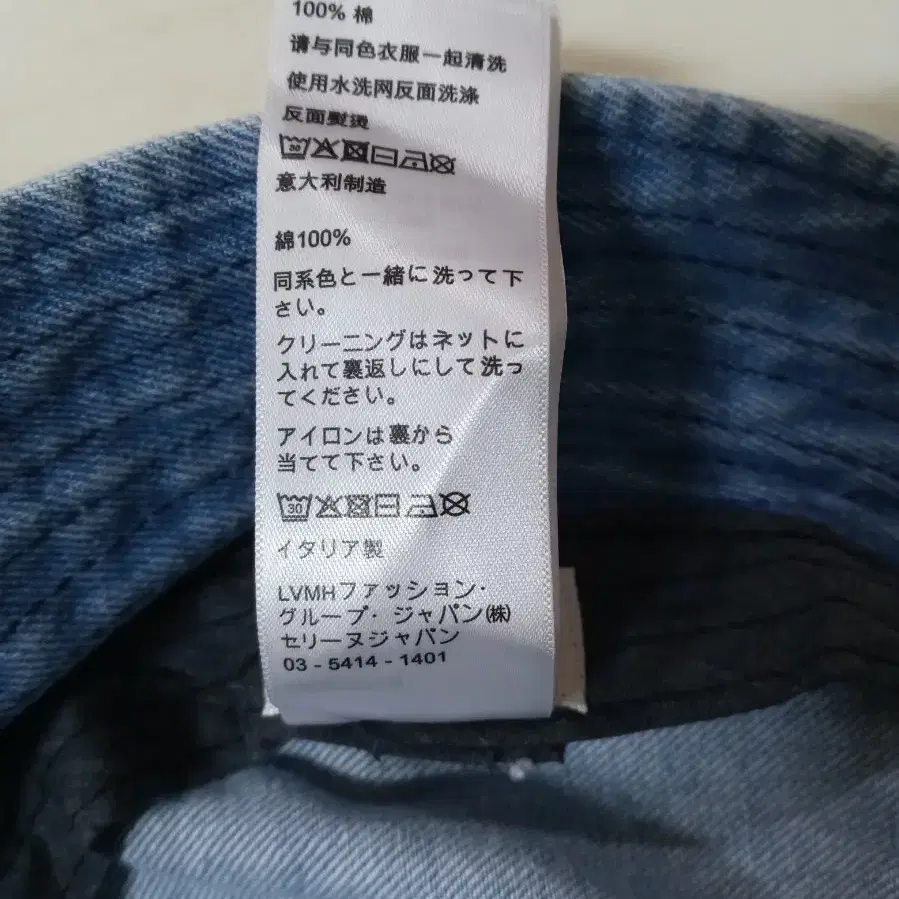 100% 棉
请与同色衣服一起清洗
使用水洗网反面洗涤
反面熨烫
30
意大利制造
綿100%
同系色と一緒に洗って下
さい。
クリーニングはネットに
入れて裏返しにして洗っ
てください。
アイロンは裏から
当てて下さい。
30
イタリア製
LVMHファッション・
グループ・ジャパン㈱
セリーヌジャパン
03 - 5414 - 1401